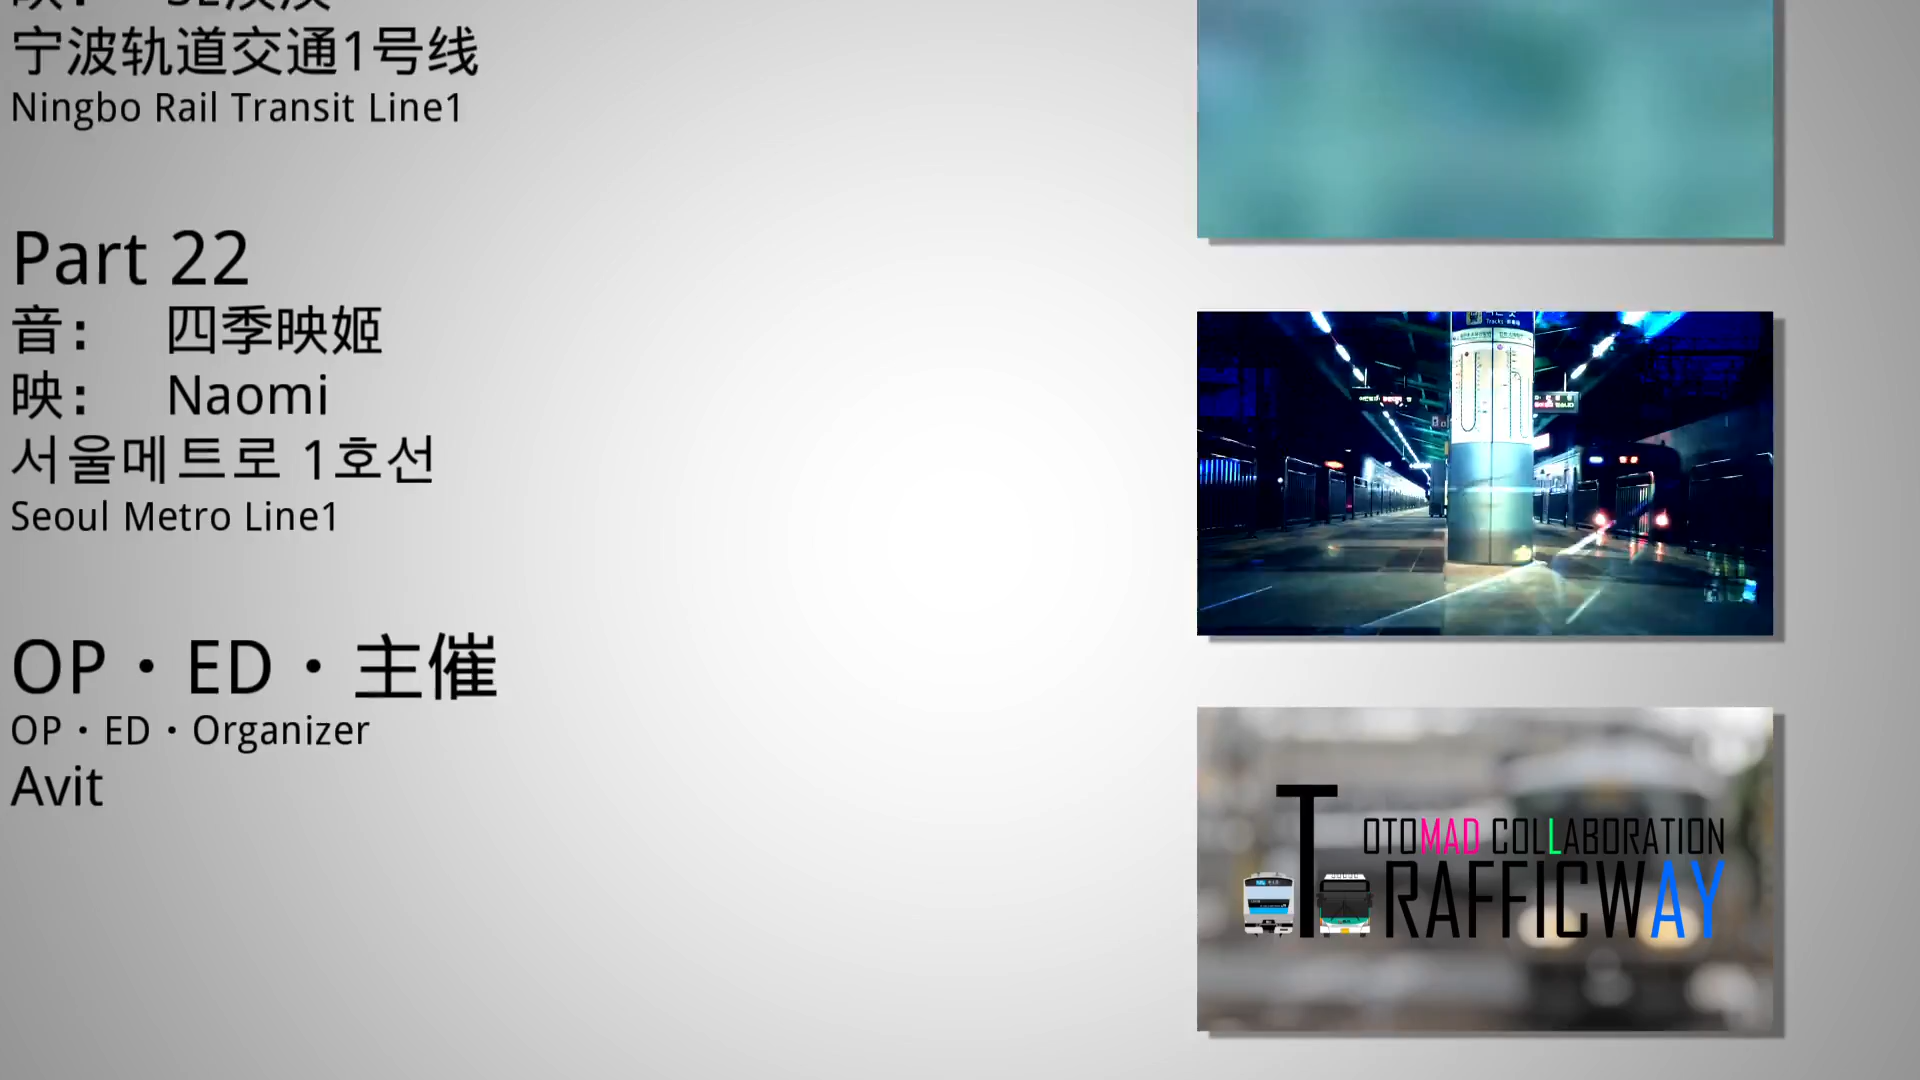 宁波轨道交通1号线
Ningbo Rail Transit Line1
Part 22
音： 四季映姬
映： Naomi
서울메트로 1호선
Seoul Metro Line1
Tracks
OP・ED・主催
OP・ED・Organizer
Avit
TOTOMAD COLLABORATION
TRAFFICWAY